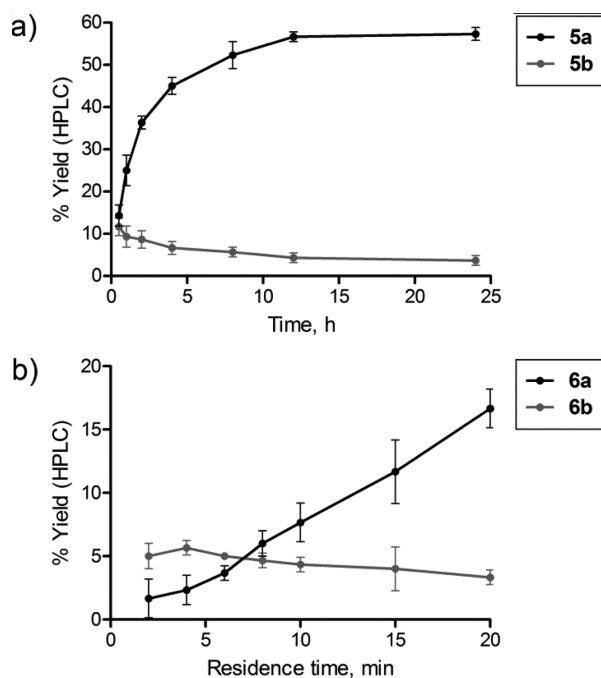 a)
60
50
40
30
20
10
0
% Yield (HPLC)
0 5 10 15 20 25
Time, h
5a
5b
b)
20
15
10
5
0
% Yield (HPLC)
0 5 10 15 20
Residence time, min
6a
6b